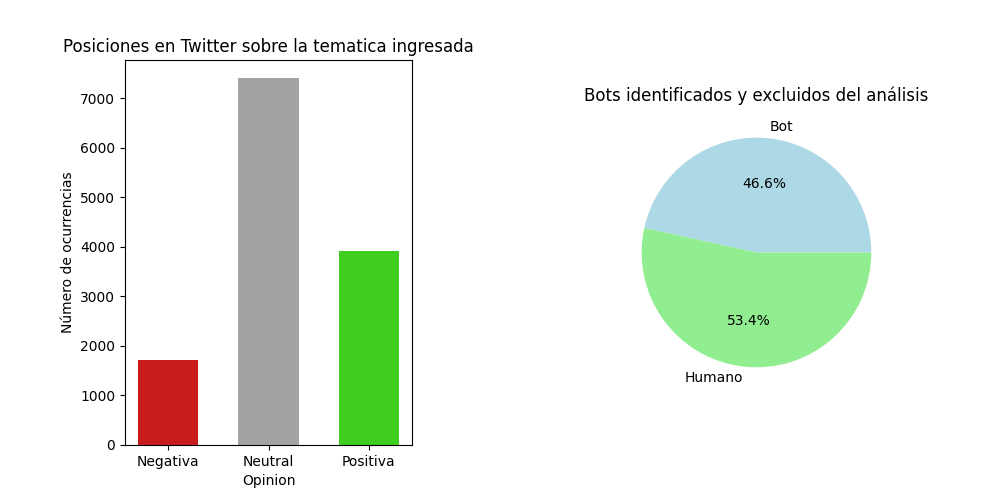 Posiciones en Twitter sobre la tematica ingresada
Número de ocurrencias
7000
6000
5000
4000
3000
2000
1000
0
Negativa
Neutral
Positiva
Opinion
Bots identificados y excluidos del análisis
Bot
46.6%
53.4%
Humano